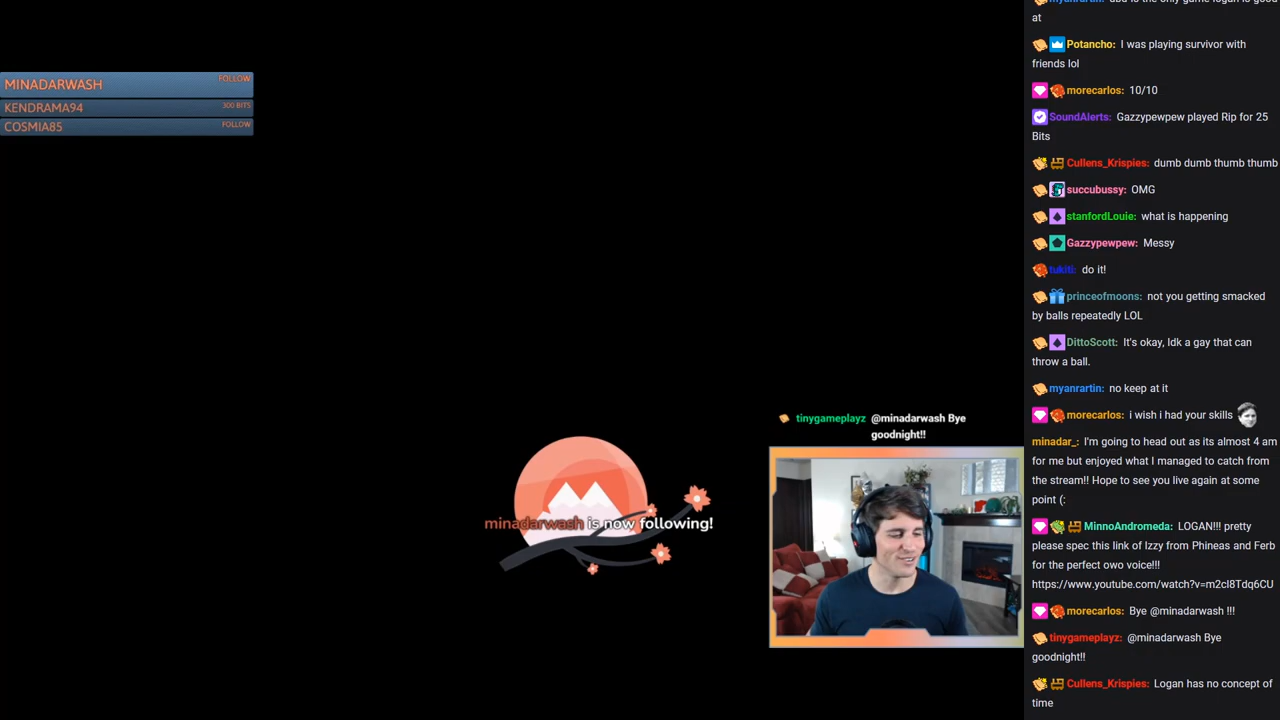 MINADARWASH FOLLOW
KENDRAMA94 300 BITS
COSMIA85 FOLLOW
minadarwash is now following!
tinygameplayz @minadarwash Bye
goodnight!!
at
Potancho: I was playing survivor with
friends lol
morecarlos: 10/10
SoundAlerts: Gazzypewpew played Rip for 25
Bits
Cullens_Krispies: dumb dumb thumb thumb
succubussy: OMG
stanfordLouie: what is happening
Gazzypewpew: Messy
tukiti: do it!
princeofmoons: not you getting smacked
by balls repeatedly LOL
DittoScott: It's okay, Idk a gay that can
throw a ball.
myanrartin: no keep at it
morecarlos: i wish i had your skills
minadar_: I'm going to head out as its almost 4 am
for me but enjoyed what I managed to catch from
the stream!! Hope to see you live again at some
point (:
MinnoAndromeda: LOGAN!!! pretty
please spec this link of Izzy from Phineas and Ferb
for the perfect owo voice!!!
https://www.youtube.com/watch?v=m2cI8Tdq6CU
morecarlos: Bye @minadarwash !!!
tinygameplayz: @minadarwash Bye
goodnight!!
Cullens_Krispies: Logan has no concept of
time